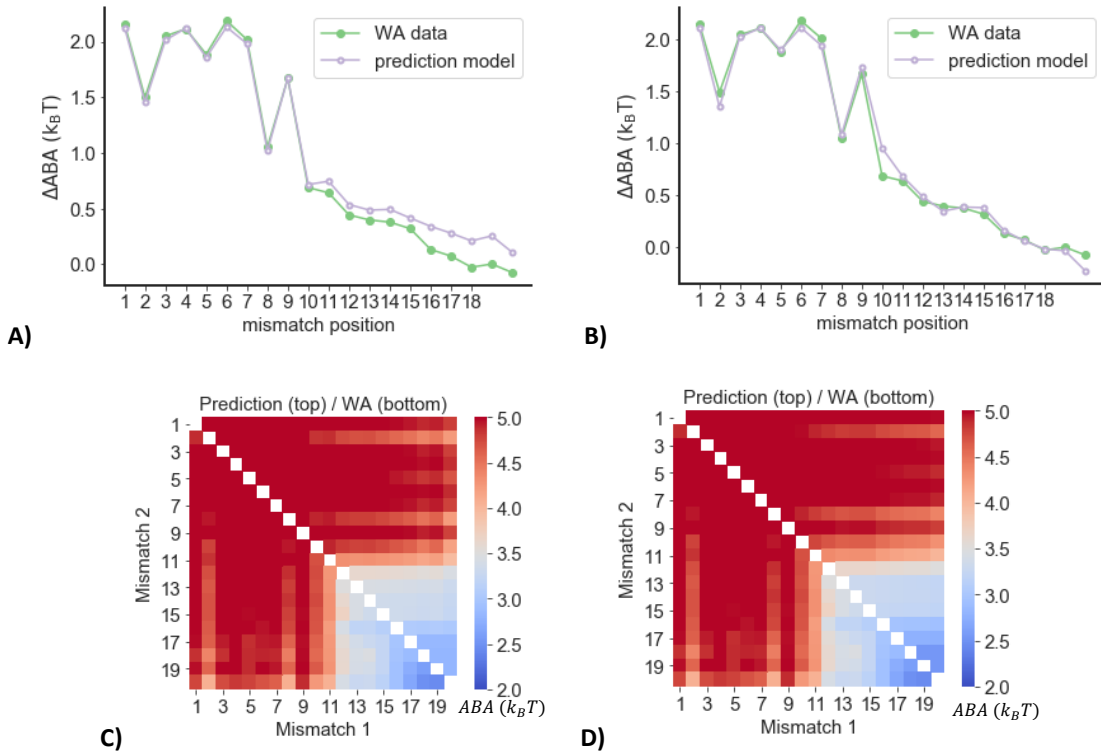 2.0
1.5
1.0
0.5
0.0
ΔABA (k_BT)
WA data
prediction model
1 2 3 4 5 6 7 8 9 10 11 12 13 14 15 16 17 18
mismatch position
A)
2.0
1.5
1.0
0.5
0.0
ΔABA (k_BT)
WA data
prediction model
1 2 3 4 5 6 7 8 9 10 11 12 13 14 15 16 17 18
mismatch position
B)
Prediction (top) / WA (bottom)
1
3
5
7
9
11
13
15
17
19
Mismatch 2
1 3 5 7 9 11 13 15 17 19
Mismatch 1
5.0
4.5
4.0
3.5
3.0
2.5
2.0
ABA (k_BT)
C)
Prediction (top) / WA (bottom)
1
3
5
7
9
11
13
15
17
19
Mismatch 2
1 3 5 7 9 11 13 15 17 19
Mismatch 1
5.0
4.5
4.0
3.5
3.0
2.5
2.0
ABA (k_BT)
D)